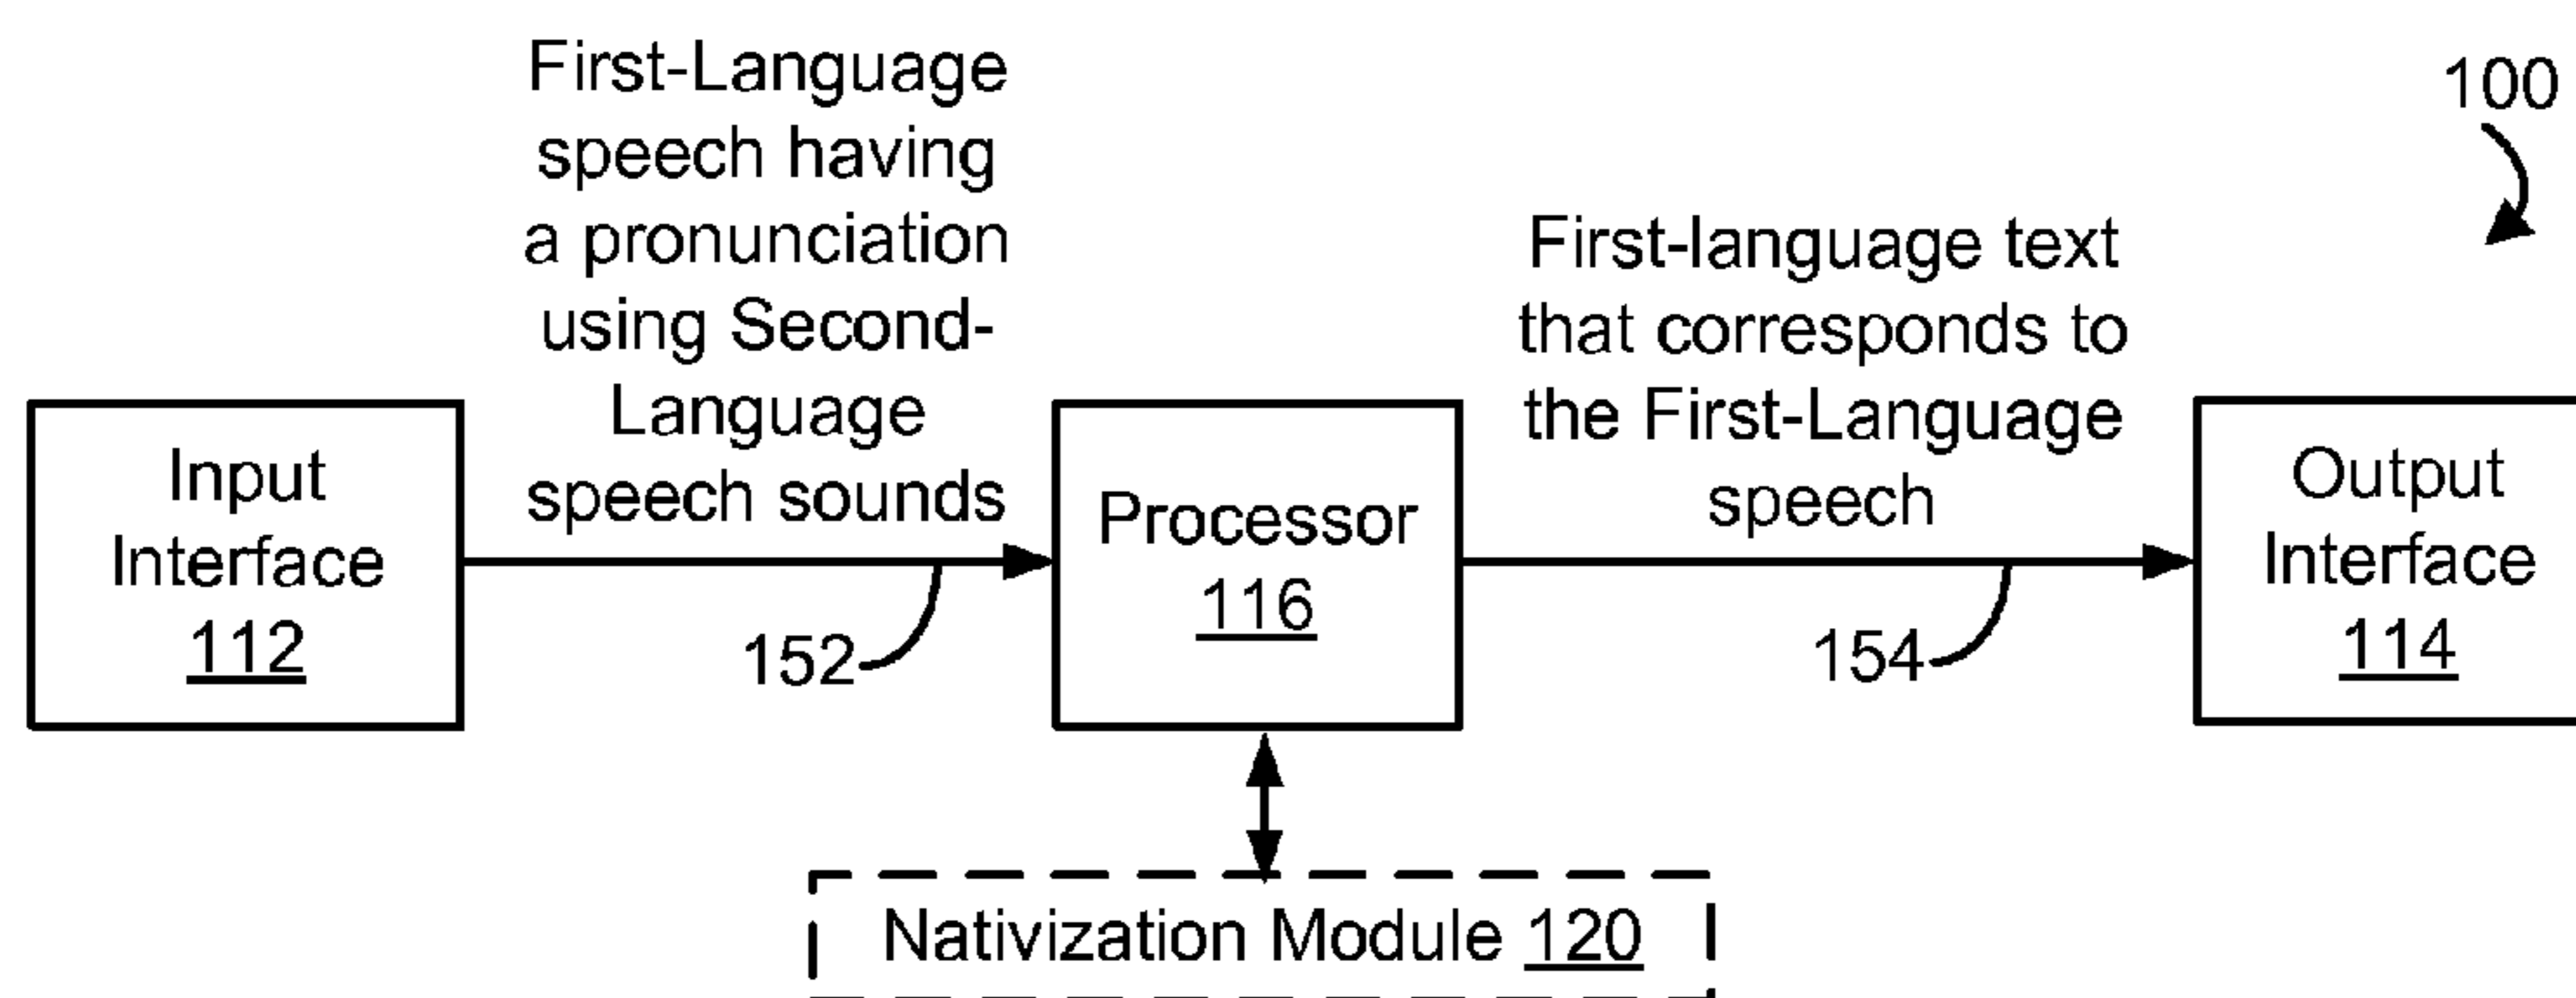 First-Language
speech having
a pronunciation
using Second-
Language
speech sounds
100
First-language text
that corresponds to
the First-Language
speech
Input
Interface
112
Processor
116
Output
Interface
114
152
154
Nativization Module 120